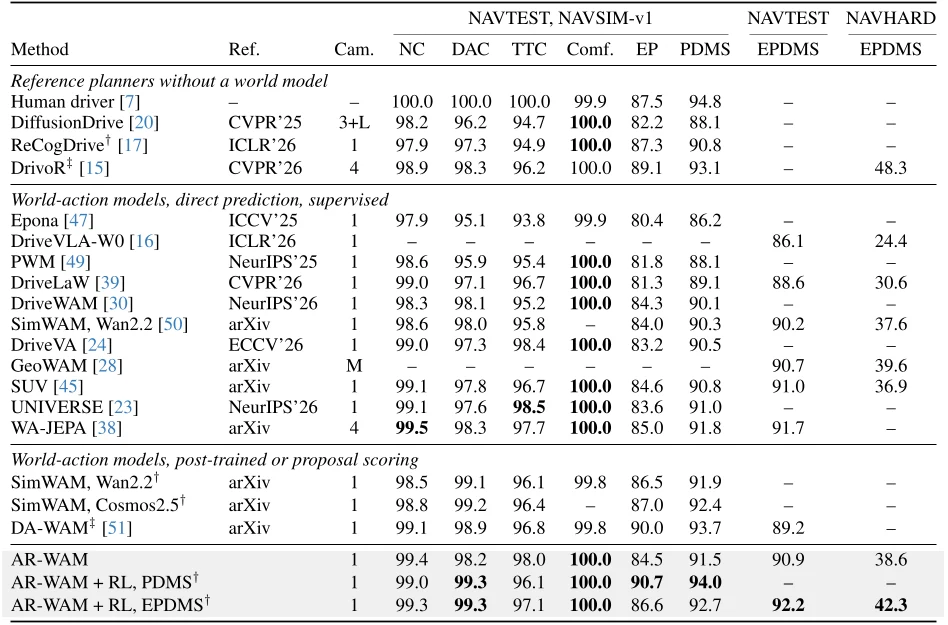 NAVTEST, NAVSIM-v1 NAVTEST NAVHARD
Method Ref. Cam. NC DAC TTC Comf. EP PDMS EPDMS EPDMS
Reference planners without a world model
Human driver [7] – – 100.0 100.0 100.0 99.9 87.5 94.8 – –
DiffusionDrive [20] CVPR'25 3+L 98.2 96.2 94.7 100.0 82.2 88.1 – –
ReCogDrive† [17] ICLR'26 1 97.9 97.3 94.9 100.0 87.3 90.8 – –
DrivoR‡ [15] CVPR'26 4 98.9 98.3 96.2 100.0 89.1 93.1 – 48.3
World-action models, direct prediction, supervised
Epona [47] ICCV'25 1 97.9 95.1 93.8 99.9 80.4 86.2 – –
DriveVLA-W0 [16] ICLR'26 1 – – – – – – 86.1 24.4
PWM [49] NeurIPS'25 1 98.6 95.9 95.4 100.0 81.8 88.1 – –
DriveLaW [39] CVPR'26 1 99.0 97.1 96.7 100.0 81.3 89.1 88.6 30.6
DriveWAM [30] NeurIPS'26 1 98.3 98.1 95.2 100.0 84.3 90.1 – –
SimWAM, Wan2.2 [50] arXiv 1 98.6 98.0 95.8 – 84.0 90.3 90.2 37.6
DriveVA [24] ECCV'26 1 99.0 97.3 98.4 100.0 83.2 90.5 – –
GeoWAM [28] arXiv M – – – – – – 90.7 39.6
SUV [45] arXiv 1 99.1 97.8 96.7 100.0 84.6 90.8 91.0 36.9
UNIVERSE [23] NeurIPS'26 1 99.1 97.6 98.5 100.0 83.6 91.0 – –
WA-JEPA [38] arXiv 4 99.5 98.3 97.7 100.0 85.0 91.8 91.7 –
World-action models, post-trained or proposal scoring
SimWAM, Wan2.2† arXiv 1 98.5 99.1 96.1 99.8 86.5 91.9 – –
SimWAM, Cosmos2.5† arXiv 1 98.8 99.2 96.4 – 87.0 92.4 – –
DA-WAM‡ [51] arXiv 1 99.1 98.9 96.8 99.8 90.0 93.7 89.2 –
AR-WAM 1 99.4 98.2 98.0 100.0 84.5 91.5 90.9 38.6
AR-WAM + RL, PDMS† 1 99.0 99.3 96.1 100.0 90.7 94.0 – –
AR-WAM + RL, EPDMS† 1 99.3 99.3 97.1 100.0 86.6 92.7 92.2 42.3